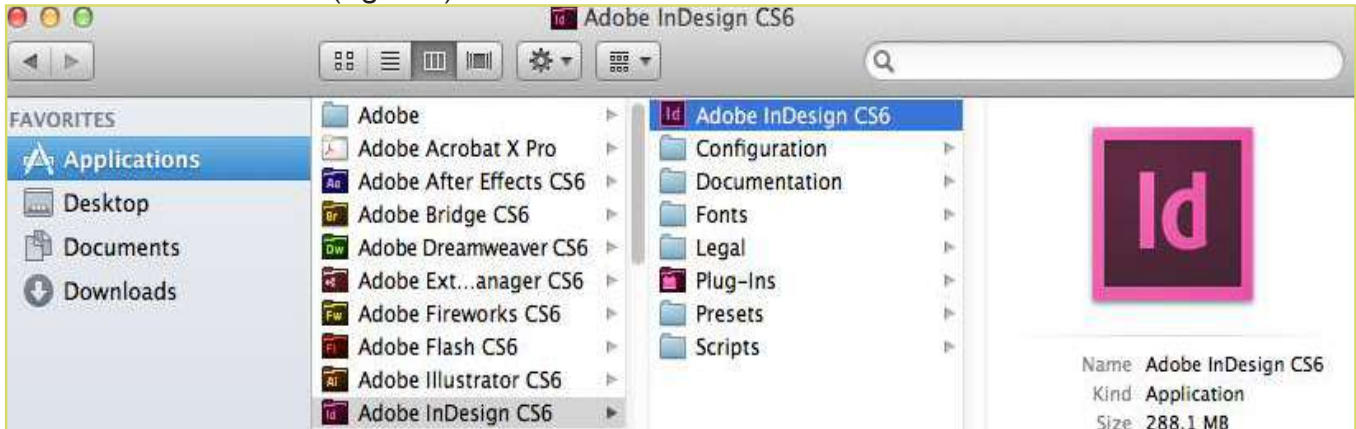 Adobe InDesign CS6
FAVORITES
Applications
Desktop
Documents
Downloads
Adobe
Adobe Acrobat X Pro
Adobe After Effects CS6
Adobe Bridge CS6
Adobe Dreamweaver CS6
Adobe Ext...anager CS6
Adobe Fireworks CS6
Adobe Flash CS6
Adobe Illustrator CS6
Adobe InDesign CS6
Adobe InDesign CS6
Configuration
Documentation
Fonts
Legal
Plug-Ins
Presets
Scripts
Id
Name Adobe InDesign CS6
Kind Application
Size 288.1 MB